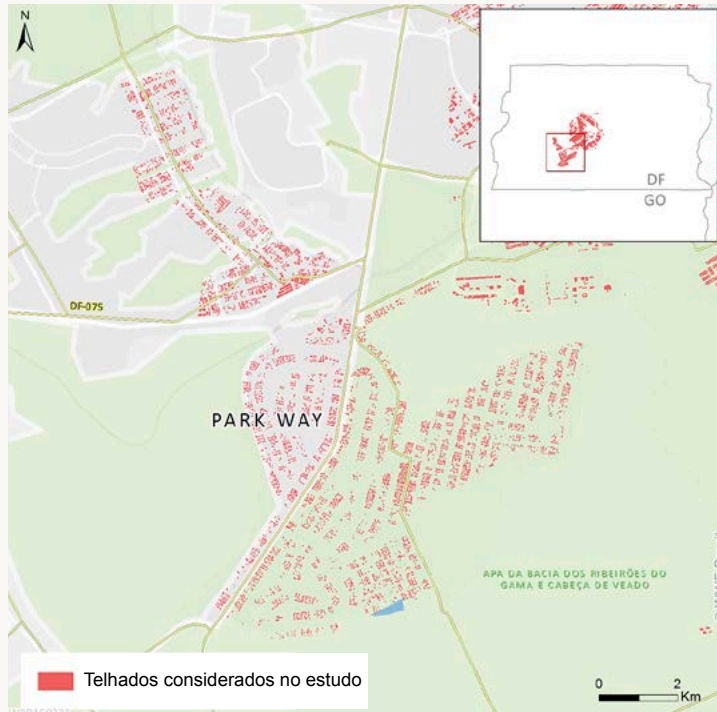 N
DF
GO
DF-075
PARK WAY
APA DA BACIA DOS RIBEIRÕES DO
GAMA E CABEÇA DE VEADO
Telhados considerados no estudo
0 2
Km